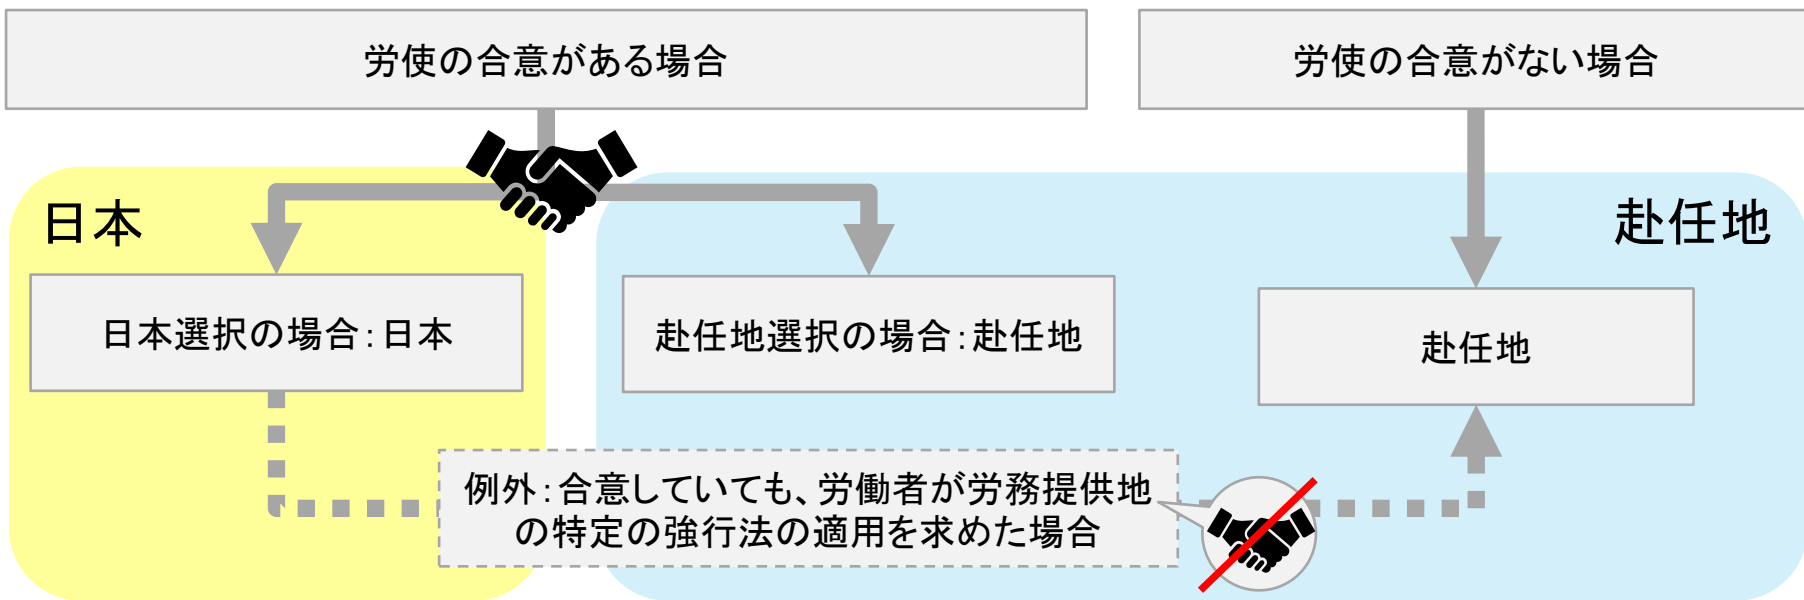 労使の合意がある場合
労使の合意がない場合
日本
赴任地
日本選択の場合：日本
赴任地選択の場合：赴任地
赴任地
例外：合意していても、労働者が労務提供地
の特定の強行法の適用を求めた場合